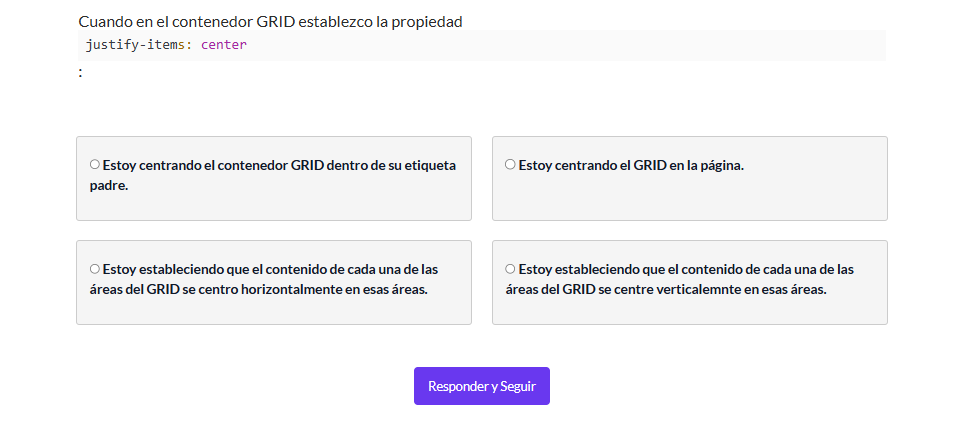 Cuando en el contenedor GRID establezco la propiedad
justify-items: center
:
Estoy centrando el contenedor GRID dentro de su etiqueta
padre.
Estoy centrando el GRID en la página.
Estoy estableciendo que el contenido de cada una de las
áreas del GRID se centro horizontalmente en esas áreas.
Estoy estableciendo que el contenido de cada una de las
áreas del GRID se centre verticalemnte en esas áreas.
Responder y Seguir